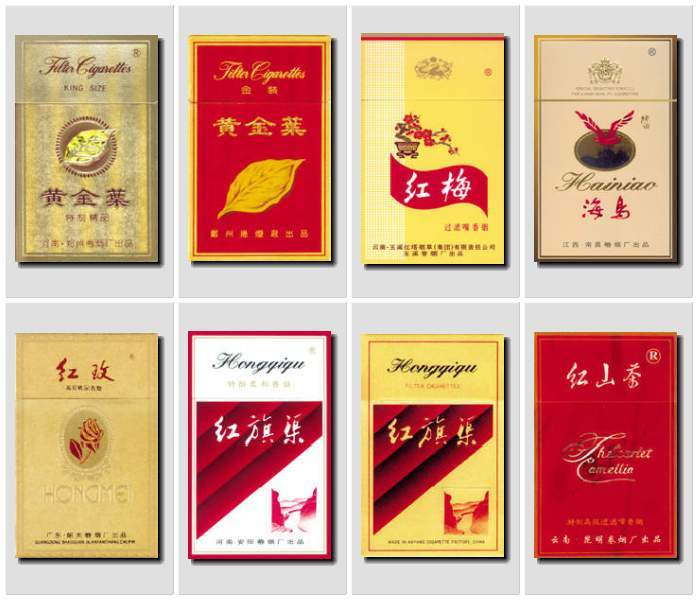 Filter Cigarettes
®
KING SIZE
黄金葉
特制精品
河南·郑州卷烟厂出品
Filter Cigarettes
金装
黄金葉
鄭州卷煙廠出品
®
红梅
过滤嘴香烟
云南·玉溪红塔烟草(集团)有限责任公司
玉溪卷烟厂出品
®
Hainiao
海鸟
江西·南昌卷烟厂出品
红玫
®
HONGMEI
广东·韶关卷烟厂出品
Hongqiqu
®
特制柔和香烟
红旗渠
河南安阳卷烟厂出品
Hongqiqu
FILTER CIGARETTES
红旗渠
MADE IN ANYANG CIGARETTE FACTORY, CHINA
®
红山茶
The Scarlet
Camellia
特制高级过滤嘴香烟
云南·昆明卷烟厂出品